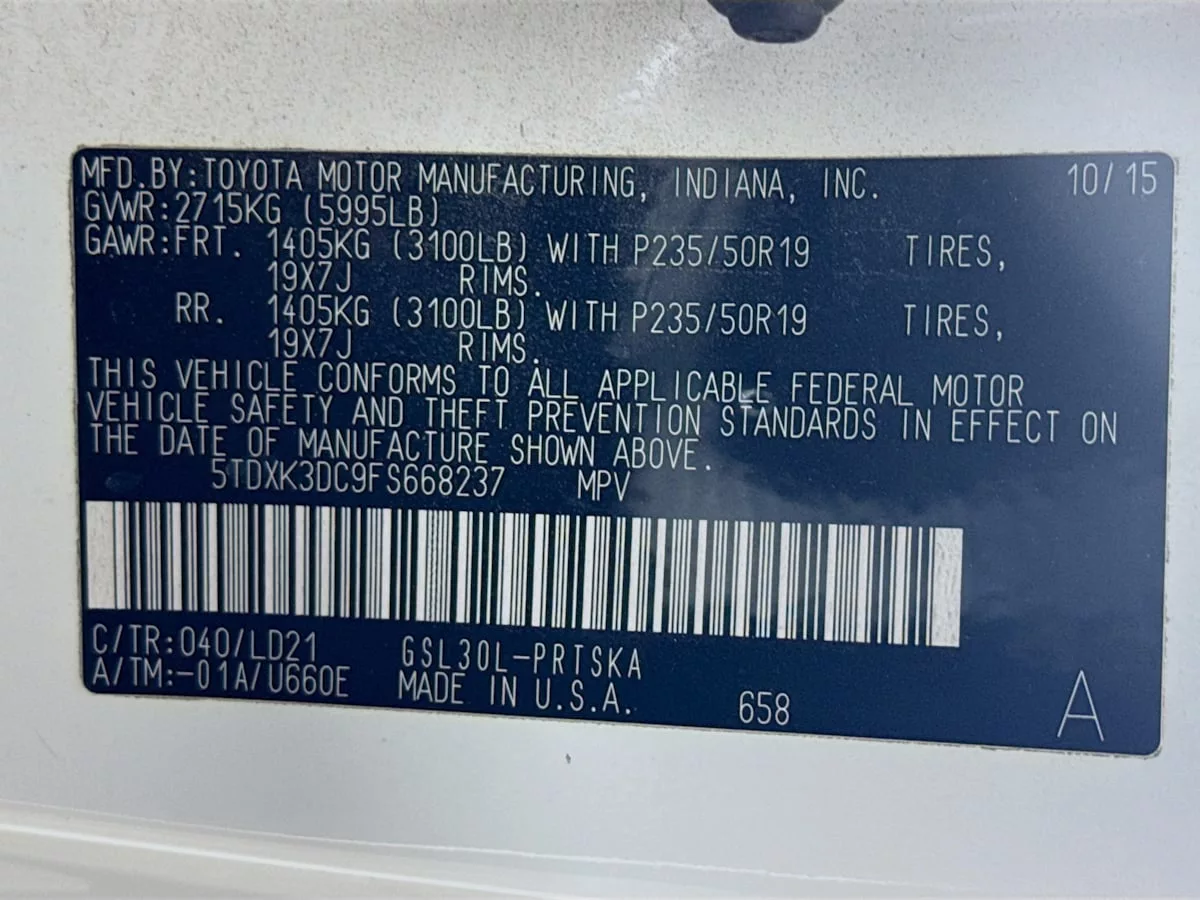 MFD.BY:TOYOTA MOTOR MANUFACTURING, INDIANA, INC. 10/15
GVWR:2715KG (5995LB)
GAWR:FRT. 1405KG (3100LB) WITH P235/50R19 TIRES,
19X7J RIMS.
RR. 1405KG (3100LB) WITH P235/50R19 TIRES,
19X7J RIMS.
THIS VEHICLE CONFORMS TO ALL APPLICABLE FEDERAL MOTOR
VEHICLE SAFETY AND THEFT PREVENTION STANDARDS IN EFFECT ON
THE DATE OF MANUFACTURE SHOWN ABOVE.
5TDXK3DC9FS668237 MPV
C/TR:040/LD21 GSL30L-PRTSKA
A/TM:-01A/U660E MADE IN U.S.A. 658 A